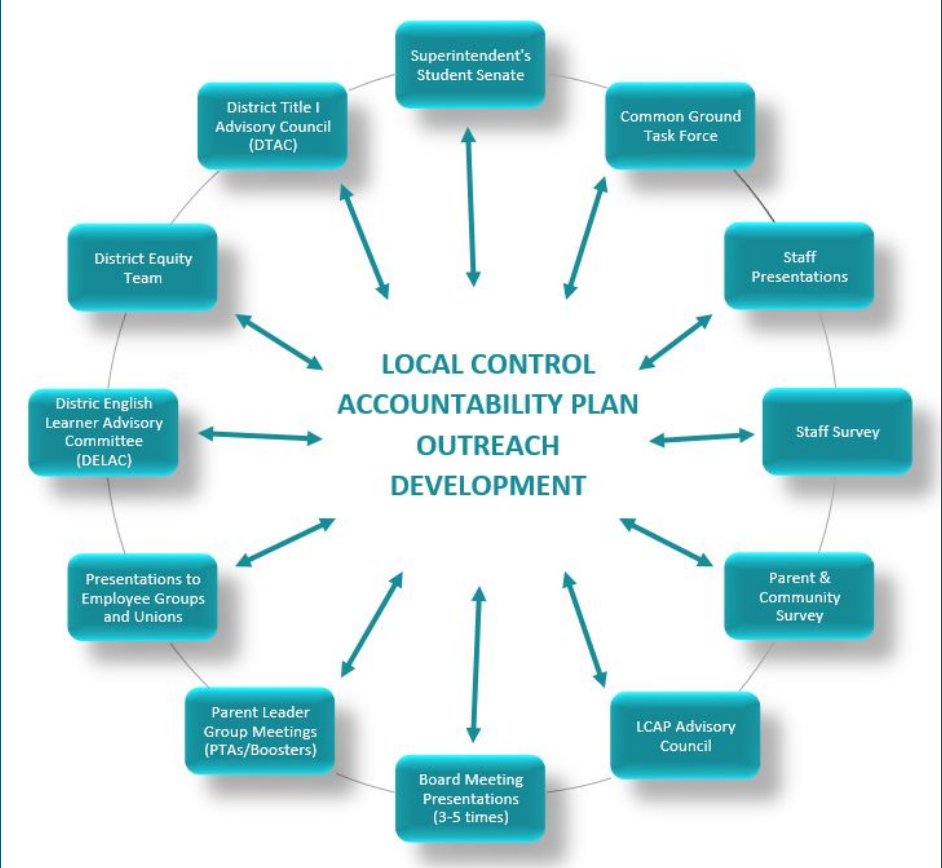 Superintendent's
Student Senate
Common Ground
Task Force
Staff
Presentations
Staff Survey
Parent &
Community
Survey
LCAP Advisory
Council
Board Meeting
Presentations
(3-5 times)
Parent Leader
Group Meetings
(PTAs/Boosters)
Presentations to
Employee Groups
and Unions
Distric English
Learner Advisory
Committee
(DELAC)
District Equity
Team
District Title I
Advisory Council
(DTAC)
LOCAL CONTROL
ACCOUNTABILITY PLAN
OUTREACH
DEVELOPMENT